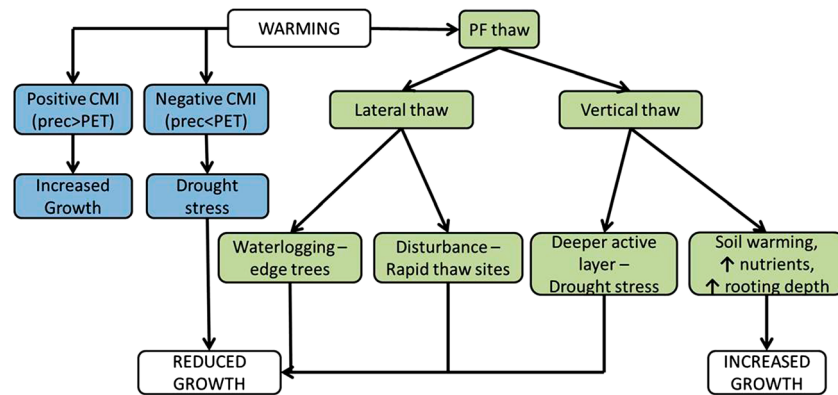 WARMING
PF thaw
Positive CMI
(prec>PET)
Negative CMI
(prec<PET)
Lateral thaw
Vertical thaw
Increased
Growth
Drought
stress
Waterlogging –
edge trees
Disturbance –
Rapid thaw sites
Deeper active
layer –
Drought stress
Soil warming,
↑ nutrients,
↑ rooting depth
REDUCED
GROWTH
INCREASED
GROWTH